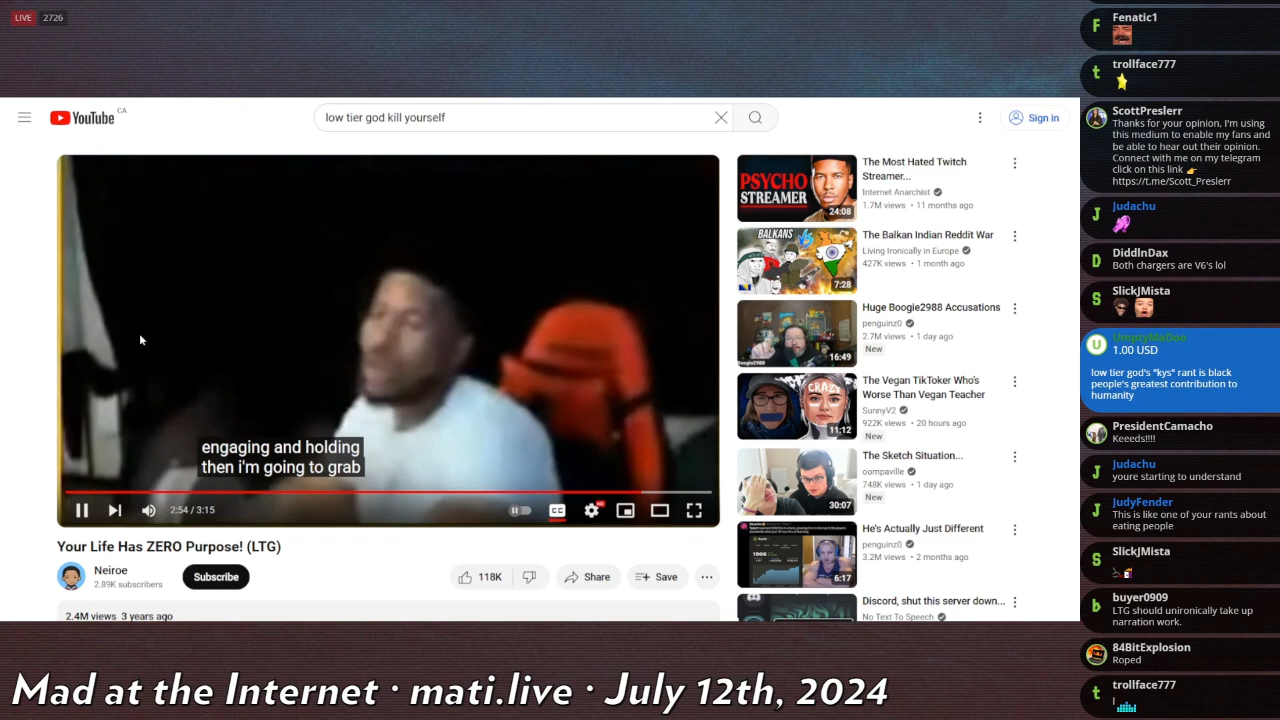 LIVE 2726
YouTube CA
low tier god kill yourself
Sign in
engaging and holding
then i'm going to grab
2:54 / 3:15
CC
Your Life Has ZERO Purpose! (LTG)
Neiroe
2.89K subscribers
Subscribe
118K
Share
Save
2.4M views 3 years ago
PSYCHO
STREAMER
24:08
The Most Hated Twitch
Streamer...
Internet Anarchist
1.7M views • 11 months ago
BALKANS
7:28
The Balkan Indian Reddit War
Living Ironically in Europe
427K views • 1 month ago
Boogie2988
16:49
Huge Boogie2988 Accusations
penguinz0
2.7M views • 1 day ago
New
CRAZY
11:12
The Vegan TikToker Who's
Worse Than Vegan Teacher
SunnyV2
922K views • 20 hours ago
New
30:07
The Sketch Situation...
oompaville
748K views • 1 day ago
New
6:17
He's Actually Just Different
penguinz0
3.2M views • 2 months ago
Discord, shut this server down...
No Text To Speech
Mad at the Internet · mati.live · July 12th, 2024
F
Fenatic1
t
trollface777
ScottPreslerr
Thanks for your opinion. I'm using
this medium to enable my fans and
be able to hear out their opinion.
Connect with me on my telegram
click on this link
https://t.me/Scott_Preslerr
J
Judachu
D
DiddlnDax
Both chargers are V6's lol
S
SlickJMista
U
UmptyMaDoo
1.00 USD
low tier god's "kys" rant is black
people's greatest contribution to
humanity
PresidentCamacho
Keeeds!!!!
J
Judachu
youre starting to understand
J
JudyFender
This is like one of your rants about
eating people
S
SlickJMista
b
buyer0909
LTG should unironically take up
narration work.
84BitExplosion
Roped
t
trollface777